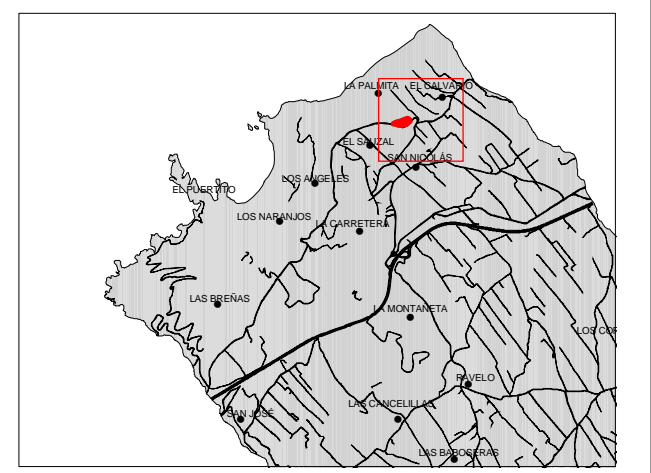 LA PALMITA
EL CALVARIO
EL SAUZAL
SAN NICOLÁS
LOS ANGELES
EL PUERTITO
LOS NARANJOS
LA CARRETERA
LAS BREÑAS
LA MONTAÑETA
RAVELO
LAS CANCELILLAS
SAN JOSÉ
LAS BABOSERAS